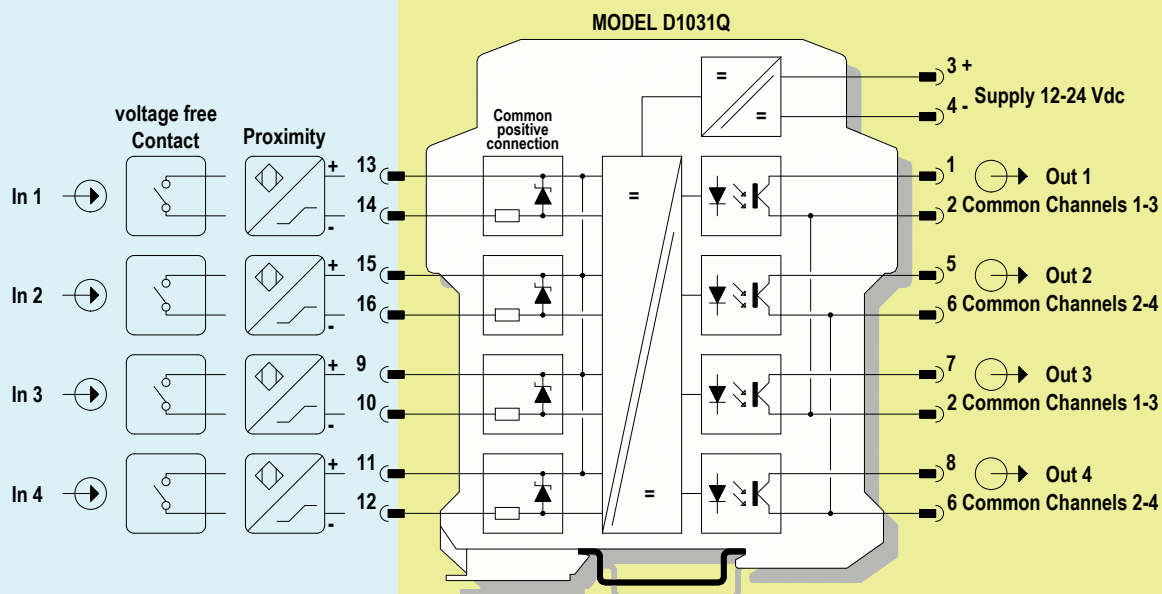 MODEL D1031Q
3 +
4 -
Supply 12-24 Vdc
voltage free
Contact
Proximity
Common
positive
connection
=
=
In 1
+
13
14
-
=
1
Out 1
2 Common Channels 1-3
In 2
+
15
16
-
5
Out 2
6 Common Channels 2-4
In 3
+
9
10
-
7
Out 3
2 Common Channels 1-3
In 4
+
11
12
-
=
8
Out 4
6 Common Channels 2-4